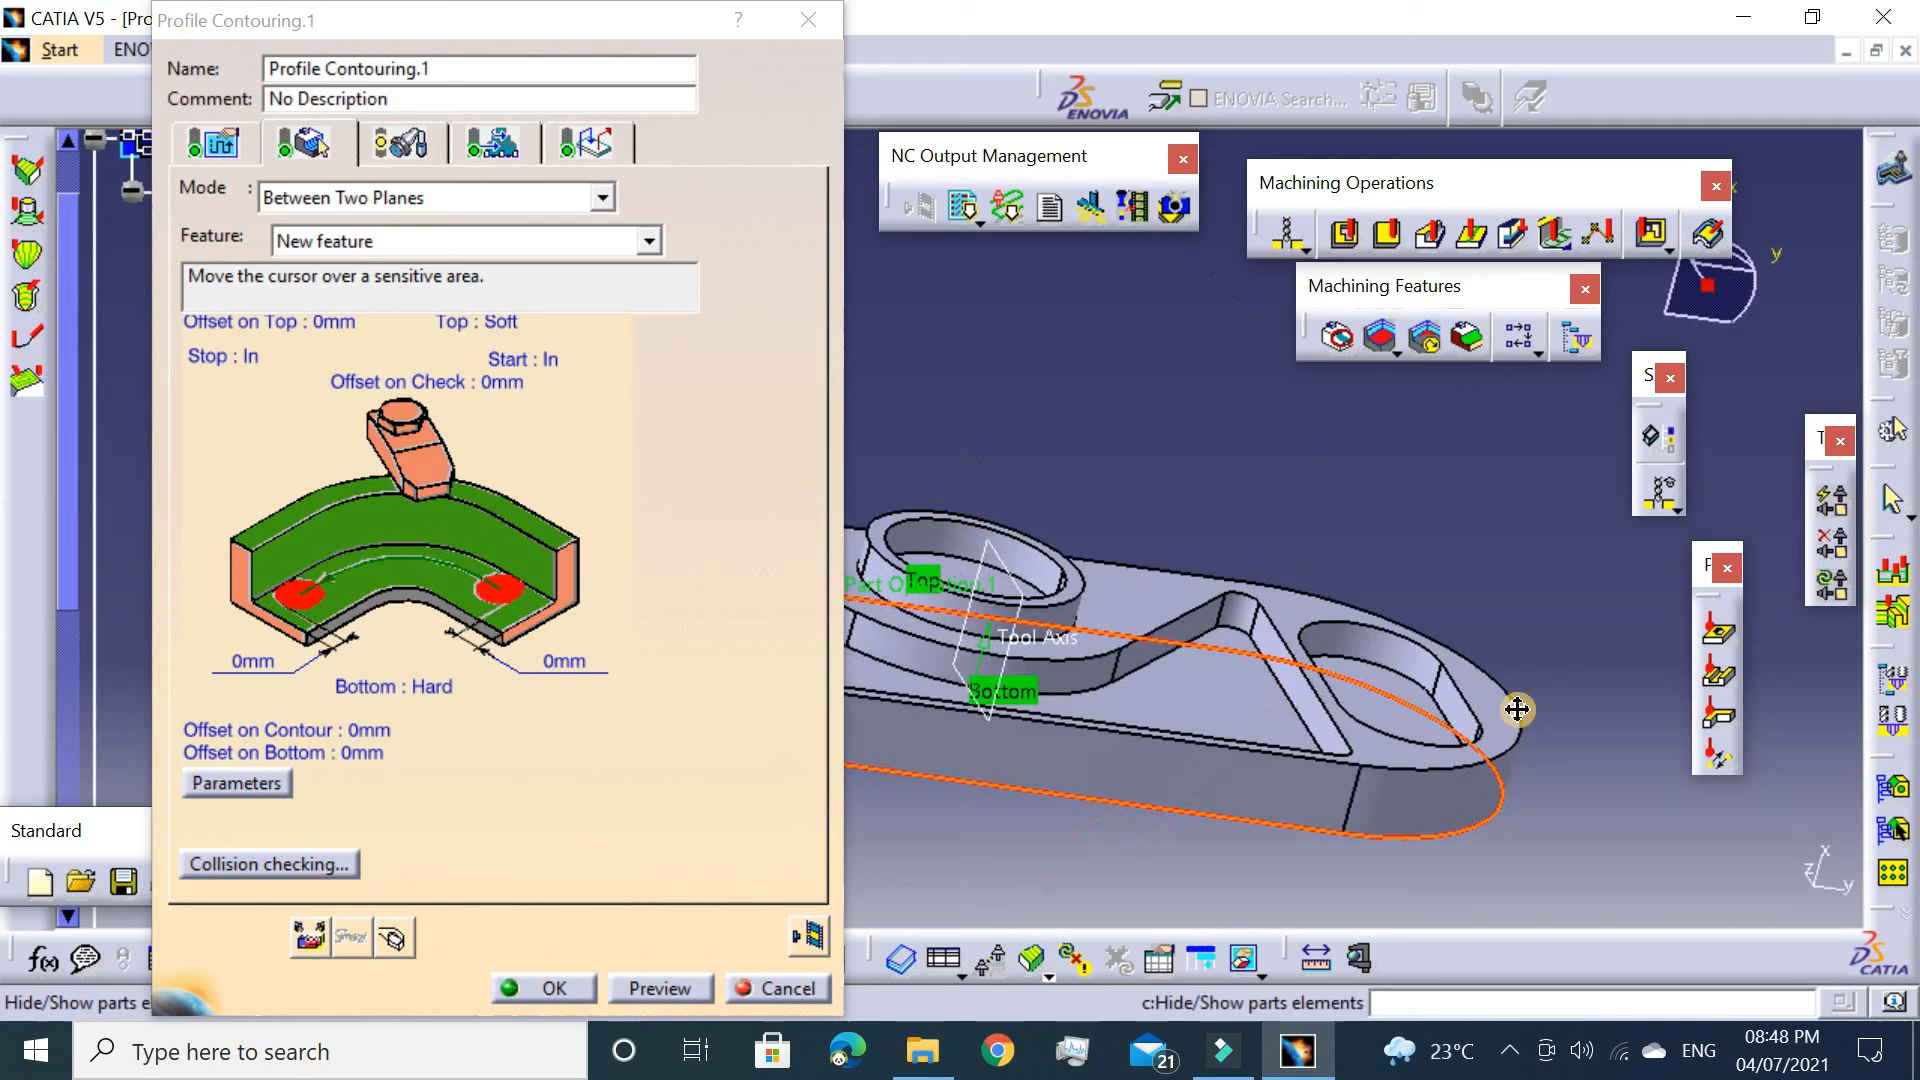 CATIA V5 - [Pro
Profile Contouring.1
?
Start
ENO
Name:
Profile Contouring.1
Comment:
No Description
Mode :
Between Two Planes
Feature:
New feature
Move the cursor over a sensitive area.
Offset on Top : 0mm
Top : Soft
Stop : In
Start : In
Offset on Check : 0mm
0mm
0mm
Bottom : Hard
Offset on Contour : 0mm
Offset on Bottom : 0mm
Parameters
Collision checking...
OK
Preview
Cancel
ENOVIA
ENOVIA Search...
NC Output Management
Machining Operations
Machining Features
S
T
F
x
y
Top
Part Operation.1
Tool Axis
Bottom
x
z
y
Standard
f(x)
Hide/Show parts e
c:Hide/Show parts elements
CATIA
Type here to search
21
23°C
ENG
08:48 PM
04/07/2021